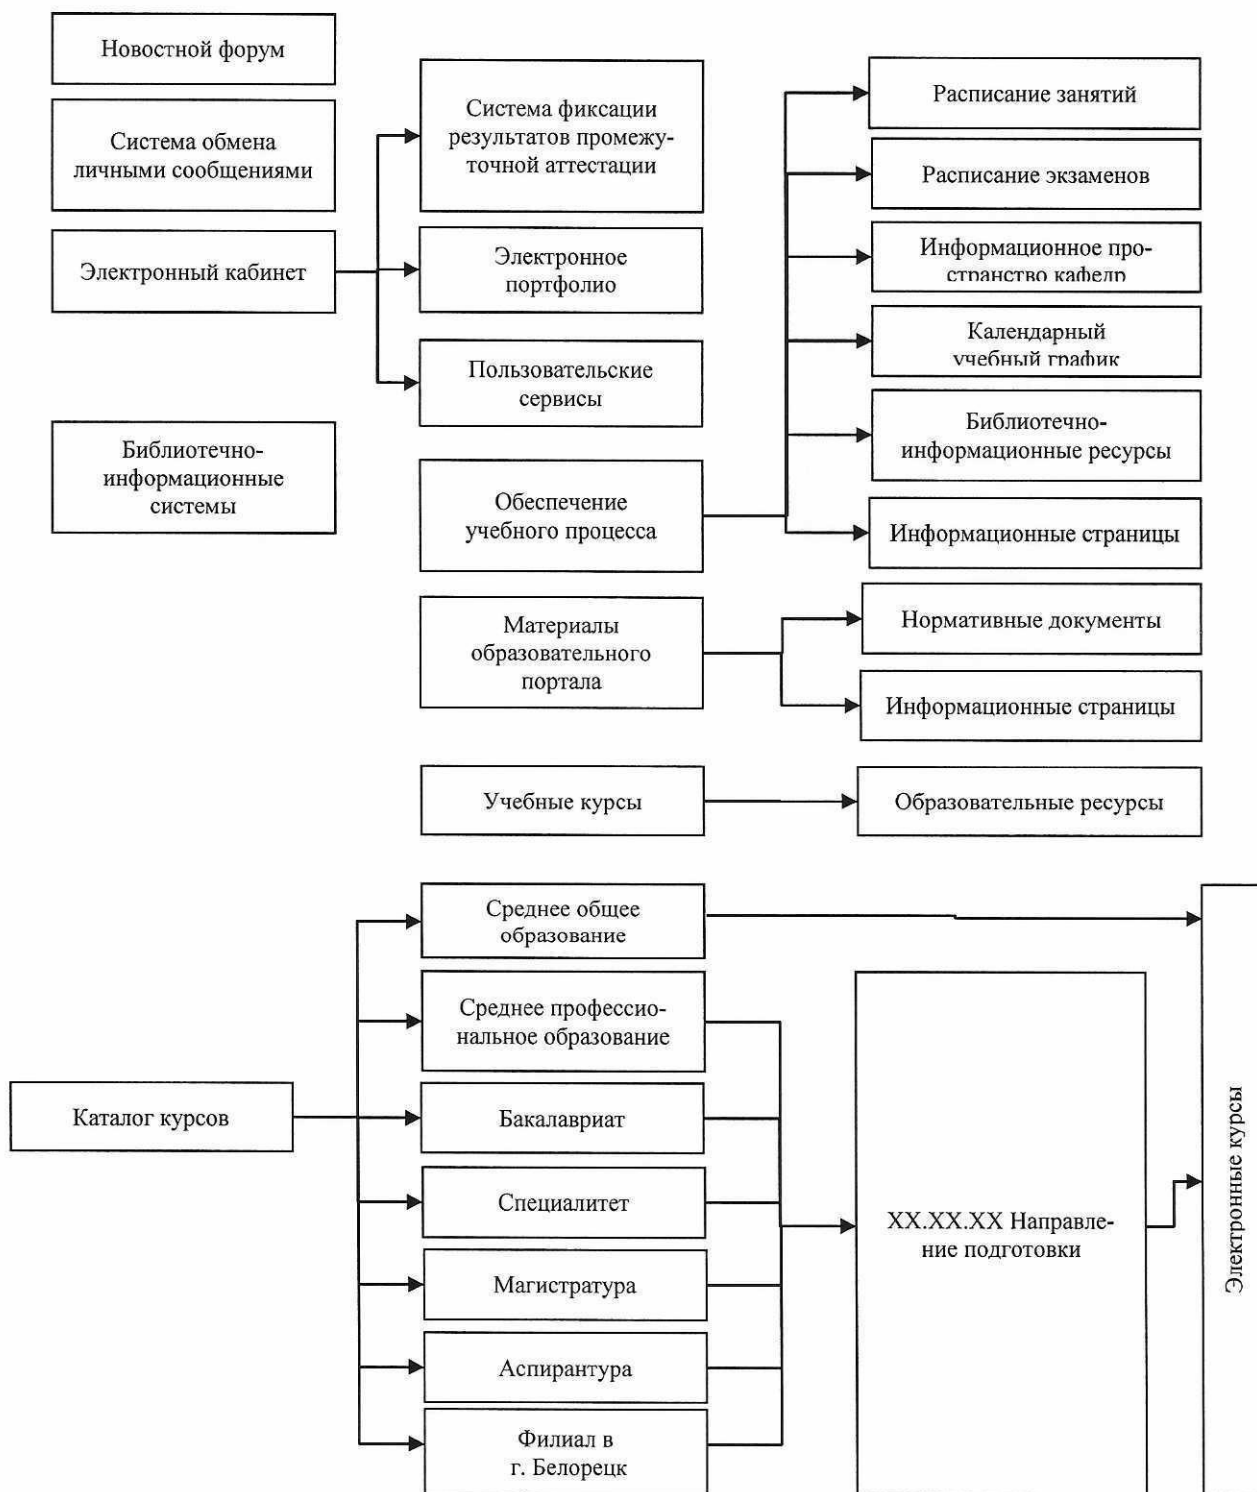 Новостной форум
Система обмена
личными сообщениями
Электронный кабинет
Библиотечно-
информационные
системы
Система фиксации
результатов промежу-
точной аттестации
Электронное
портфолио
Пользовательские
сервисы
Обеспечение
учебного процесса
Материалы
образовательного
портала
Учебные курсы
Расписание занятий
Расписание экзаменов
Информационное про-
странство кафедр
Календарный
учебный график
Библиотечно-
информационные ресурсы
Информационные страницы
Нормативные документы
Информационные страницы
Образовательные ресурсы
Каталог курсов
Среднее общее
образование
Среднее профессио-
нальное образование
Бакалавриат
Специалитет
Магистратура
Аспирантура
Филиал в
г. Белорецк
XX.XX.XX Направле-
ние подготовки
Электронные курсы